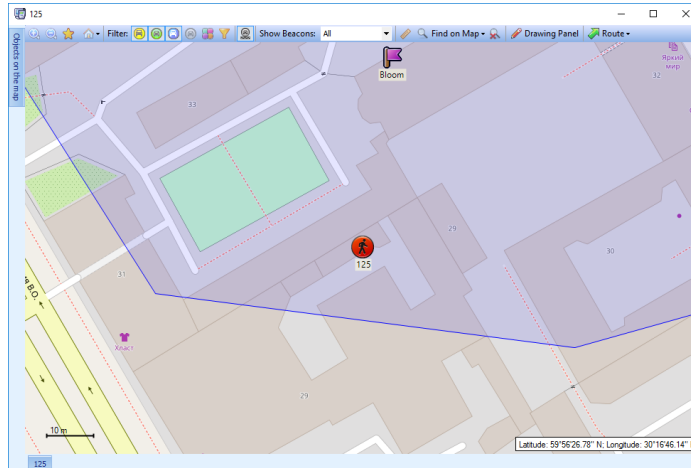 125
Filter:
Show Beacons:
All
Find on Map
Drawing Panel
Route
Objects on the map
Bloom
Яркий
мир
32
33
29
125
30
31
В.О.
Хласт
29
10 m
Latitude: 59°56'26.78" N; Longitude: 30°16'46.14"
125